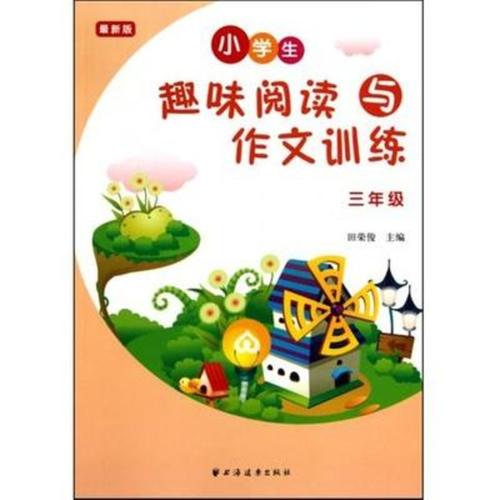 最新版
小学生
趣味阅读与
作文训练
三年级
田荣俊 主编
上海远东出版社